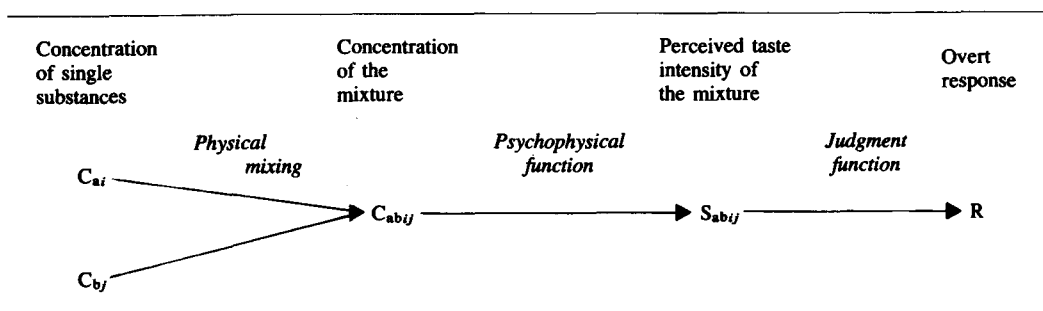 Concentration
of single
substances
Concentration
of the
mixture
Perceived taste
intensity of
the mixture
Overt
response
Physical
mixing
Psychophysical
function
Judgment
function
Cai
Cabij
Sabij
R
Cbj